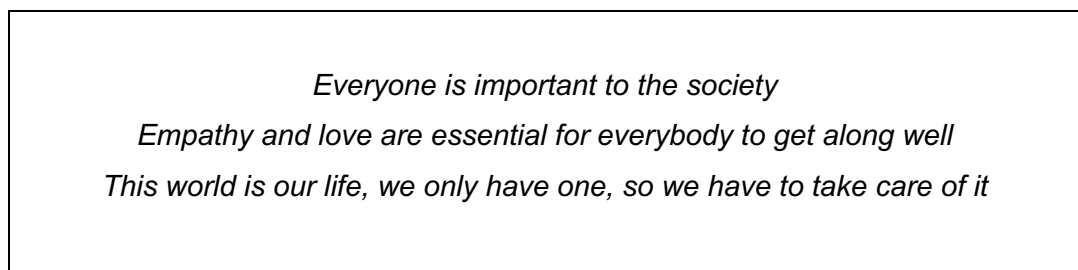 Everyone is important to the society
Empathy and love are essential for everybody to get along well
This world is our life, we only have one, so we have to take care of it